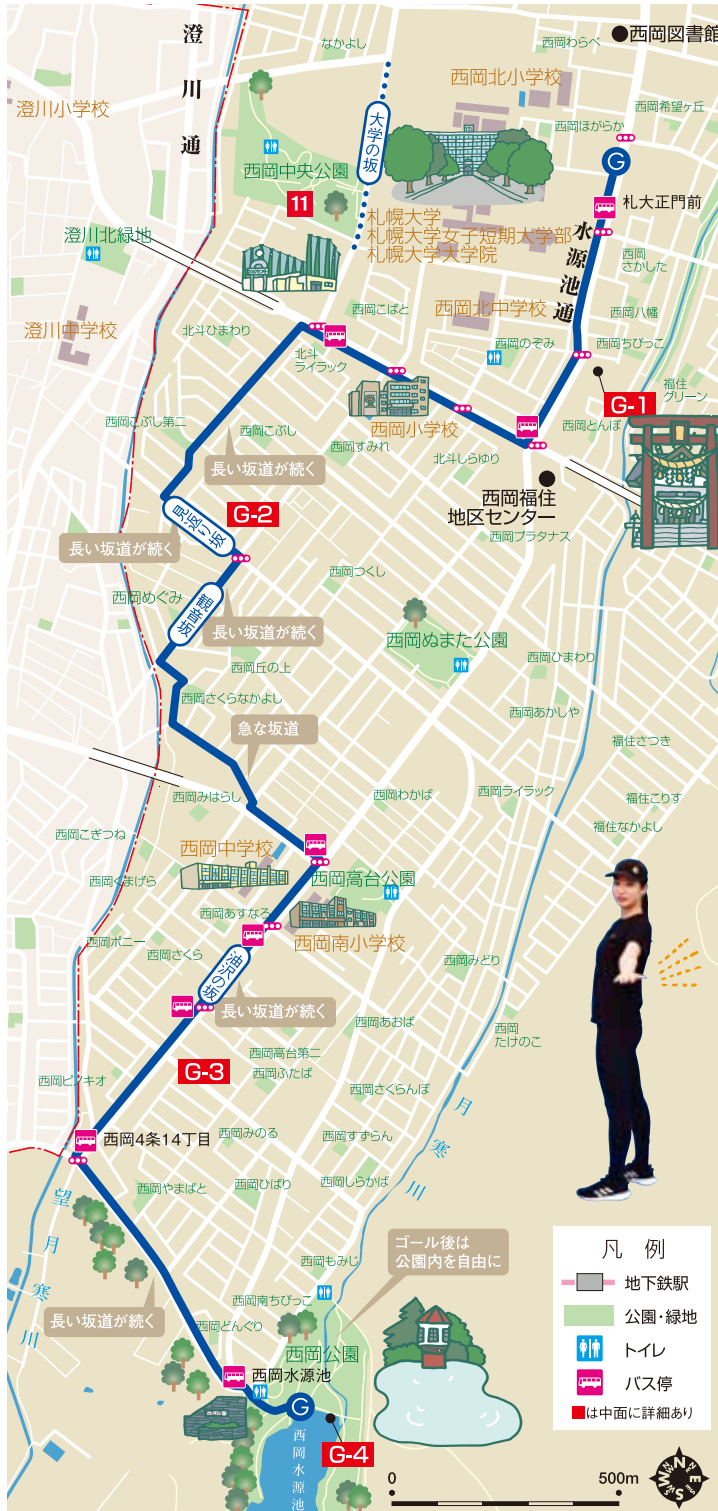 ●西岡図書館
西岡わらべ
なかよし
澄川通
西岡北小学校
澄川小学校
西岡希望ヶ丘
大学の坂
西岡ほがらか
G
西岡中央公園
11
札大正門前
札幌大学
札幌大学女子短期大学部
札幌大学大学院
水源池通
澄川北緑地
西岡
さかした
西岡こばと
西岡北中学校
西岡八幡
澄川中学校
北斗ひまわり
西岡のぞみ
西岡ちびっこ
北斗
ライラック
福住
グリーン
G-1
西岡小学校
西岡こぶし第二
西岡こぶし
西岡とんぼ
西岡すみれ
北斗しらゆり
長い坂道が続く
西岡福住
地区センター
見返り坂
G-2
西岡プラタナス
長い坂道が続く
西岡つくし
西岡めぐみ
観音坂
長い坂道が続く
西岡ぬまた公園
西岡丘の上
西岡ひまわり
西岡さくらなかよし
西岡あかしや
急な坂道
福住さつき
西岡みはらし
西岡わかば
西岡ライラック
福住こりす
西岡こぎつね
福住なかよし
西岡中学校
西岡くまげら
西岡高台公園
西岡あすなろ
西岡南小学校
西岡ポニー
西岡さくら
油沢の坂
西岡みどり
長い坂道が続く
西岡あおば
西岡
たけのこ
西岡高台第二
G-3
西岡ふたば
西岡ピノキオ
西岡さくらんぼ
月寒川
西岡4条14丁目
西岡みのる
西岡すずらん
西岡やまばと
西岡ひばり
西岡しらかば
望月寒川
ゴール後は
公園内を自由に
西岡もみじ
西岡南ちびっこ
長い坂道が続く
西岡どんぐり
西岡公園
西岡水源池
G
G-4
西岡水源池
凡例
地下鉄駅
公園・緑地
トイレ
バス停
■は中面に詳細あり
0
500m
N
E
S
W